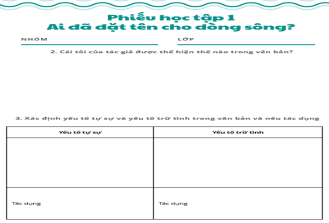 Phiếu học tập 1
Ai đã đặt tên cho dòng sông?
NHÓM LỚP
2. Cái tôi của tác giả được thể hiện thế nào trong văn bản?
3. Xác định yếu tố tự sự và yếu tố trữ tình trong văn bản và nêu tác dụng
Yếu tố tự sự Yếu tố trữ tình
Tác dụng Tác dụng